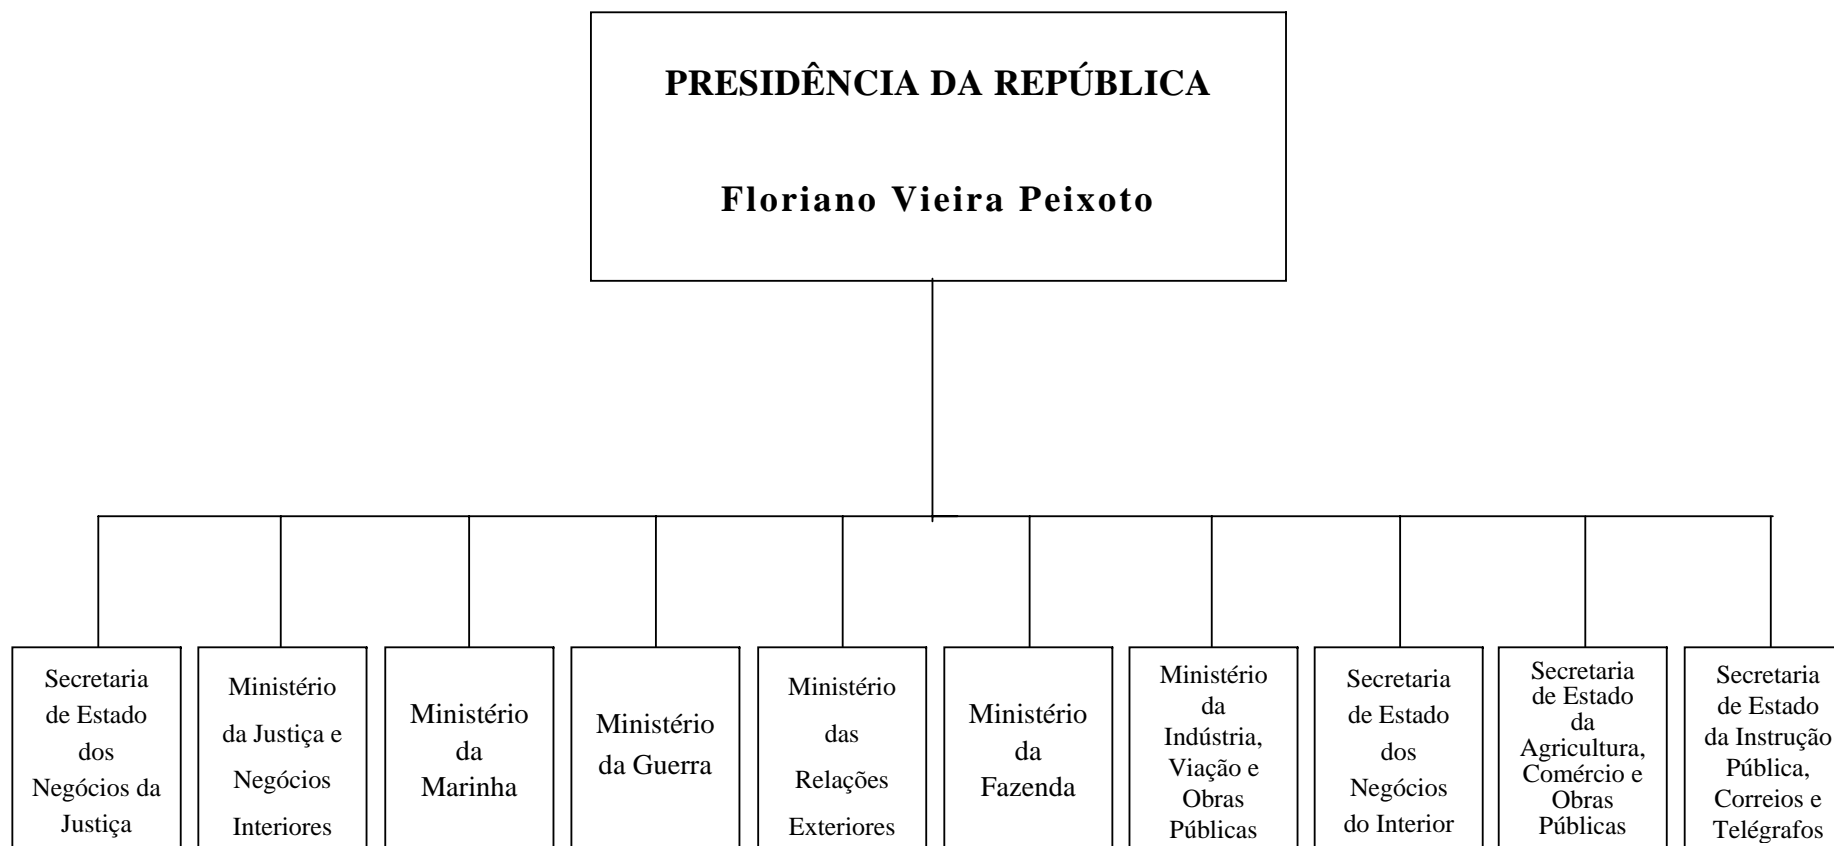 PRESIDÊNCIA DA REPÚBLICA
Floriano Vieira Peixoto
Secretaria
de Estado
dos
Negócios da
Justiça
Ministério
da Justiça e
Negócios
Interiores
Ministério
da
Marinha
Ministério
da Guerra
Ministério
das
Relações
Exteriores
Ministério
da
Fazenda
Ministério
da
Indústria,
Viação e
Obras
Públicas
Secretaria
de Estado
dos
Negócios
do Interior
Secretaria
de Estado
da
Agricultura,
Comércio e
Obras
Públicas
Secretaria
de Estado
da Instrução
Pública,
Correios e
Telégrafos